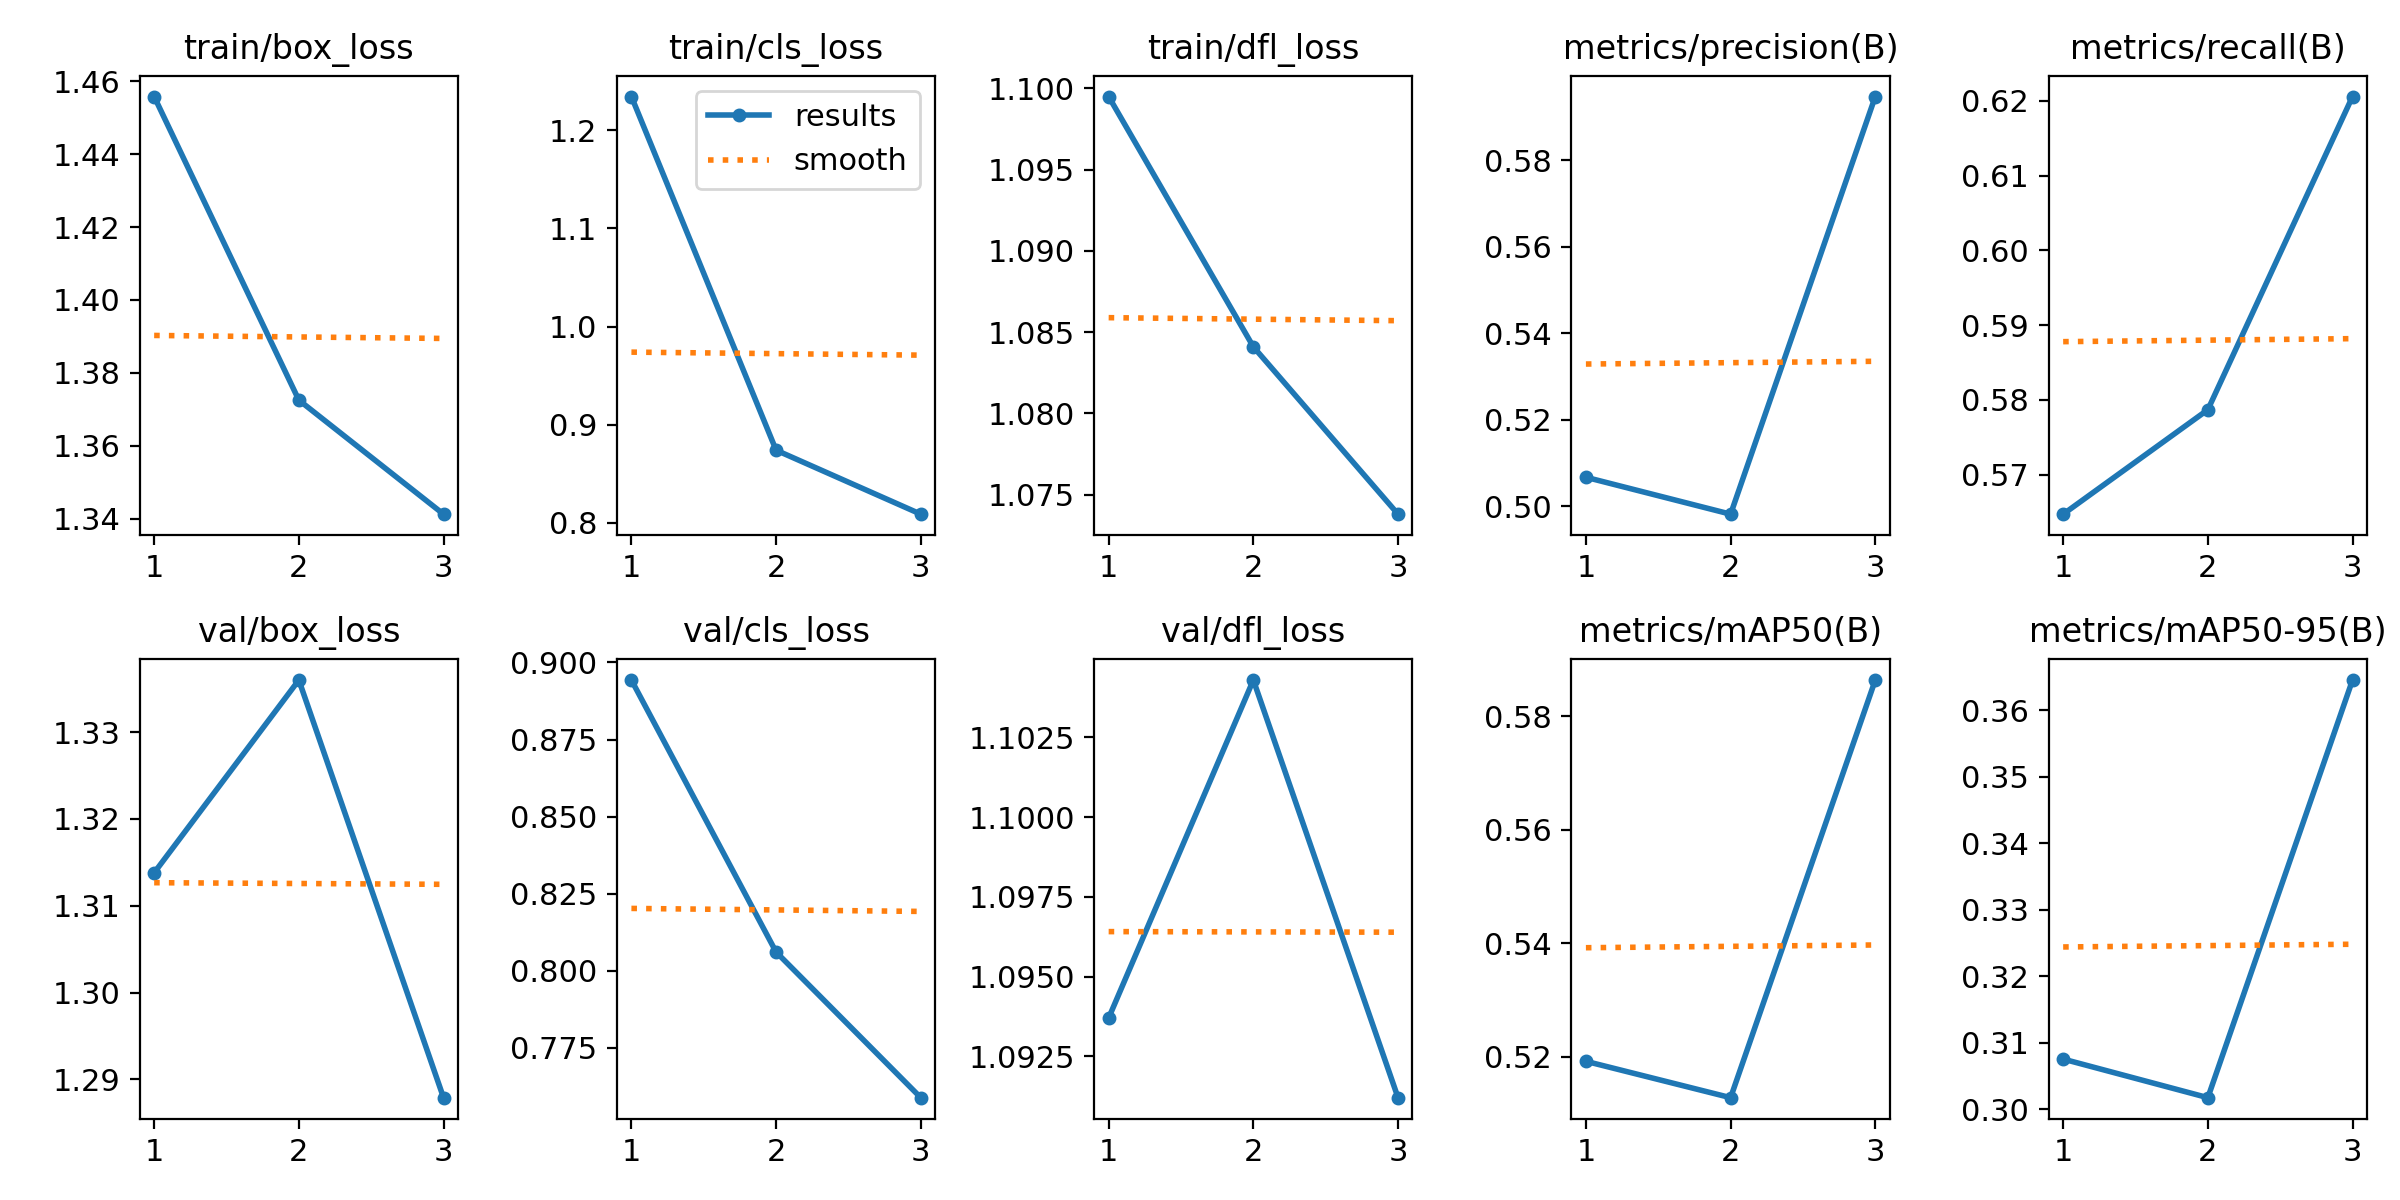 train/box_loss
1.46
1.44
1.42
1.40
1.38
1.36
1.34
1 2 3
train/cls_loss
results
smooth
1.2
1.1
1.0
0.9
0.8
1 2 3
train/dfl_loss
1.100
1.095
1.090
1.085
1.080
1.075
1 2 3
metrics/precision(B)
0.58
0.56
0.54
0.52
0.50
1 2 3
metrics/recall(B)
0.62
0.61
0.60
0.59
0.58
0.57
1 2 3
val/box_loss
1.33
1.32
1.31
1.30
1.29
1 2 3
val/cls_loss
0.900
0.875
0.850
0.825
0.800
0.775
1 2 3
val/dfl_loss
1.1025
1.1000
1.0975
1.0950
1.0925
1 2 3
metrics/mAP50(B)
0.58
0.56
0.54
0.52
1 2 3
metrics/mAP50-95(B)
0.36
0.35
0.34
0.33
0.32
0.31
0.30
1 2 3